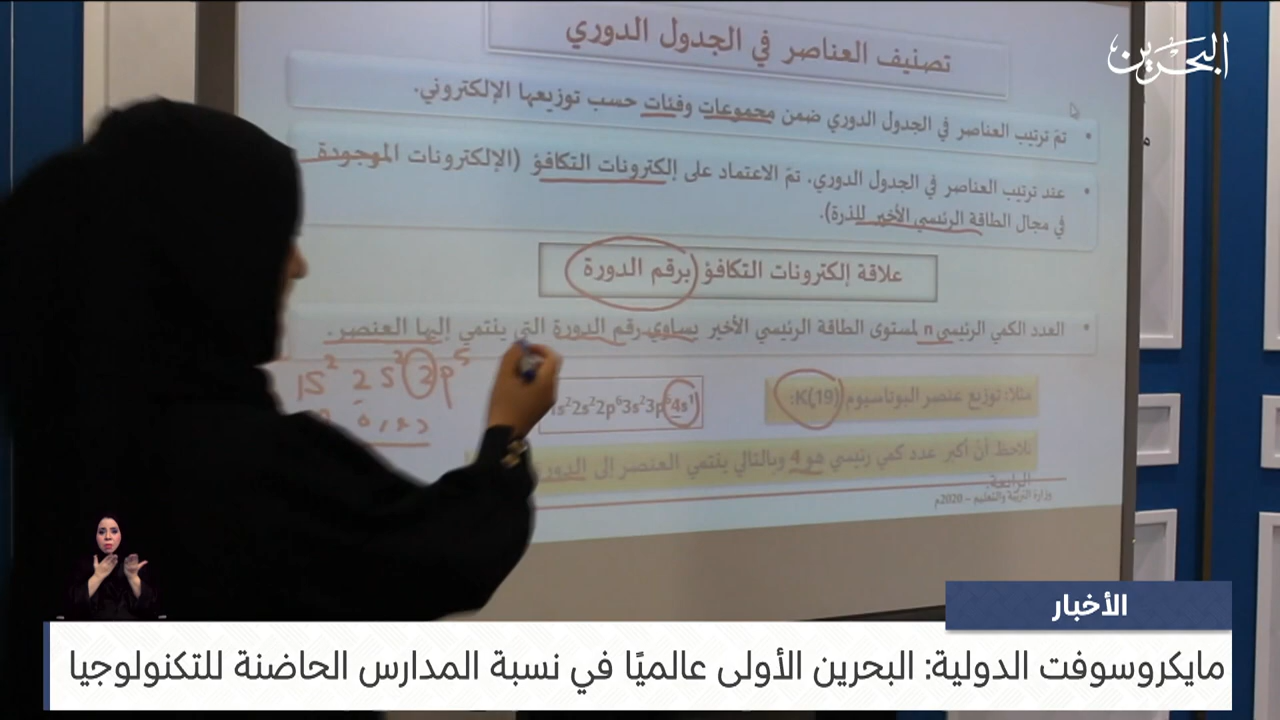 البحرين
تصنيف العناصر في الجدول الدوري
• تمّ ترتيب العناصر في الجدول الدوري ضمن مجموعات وفئات حسب توزيعها الإلكتروني.
• عند ترتيب العناصر في الجدول الدوري. تمّ الاعتماد على إلكترونات التكافؤ (الإلكترونات الموجودة
في مجال الطاقة الرئيسي الأخير للذرة).
علاقة إلكترونات التكافؤ برقم الدورة
• العدد الكمي الرئيسي n لمستوى الطاقة الرئيسي الأخير يساوي رقم الدورة التي ينتمي إليها العنصر.
1s² 2s² 2p⁵
مثلا: توزيع عنصر البوتاسيوم K(19):
1s²2s²2p⁶3s²3p⁶4s¹
نلاحظ أن أكبر عدد كمي رئيسي هو 4 وبالتالي ينتمي العنصر إلى الدورة
الرابعة.
وزارة التربية والتعليم – 2020م
الأخبار
مايكروسوفت الدولية: البحرين الأولى عالميًا في نسبة المدارس الحاضنة للتكنولوجيا